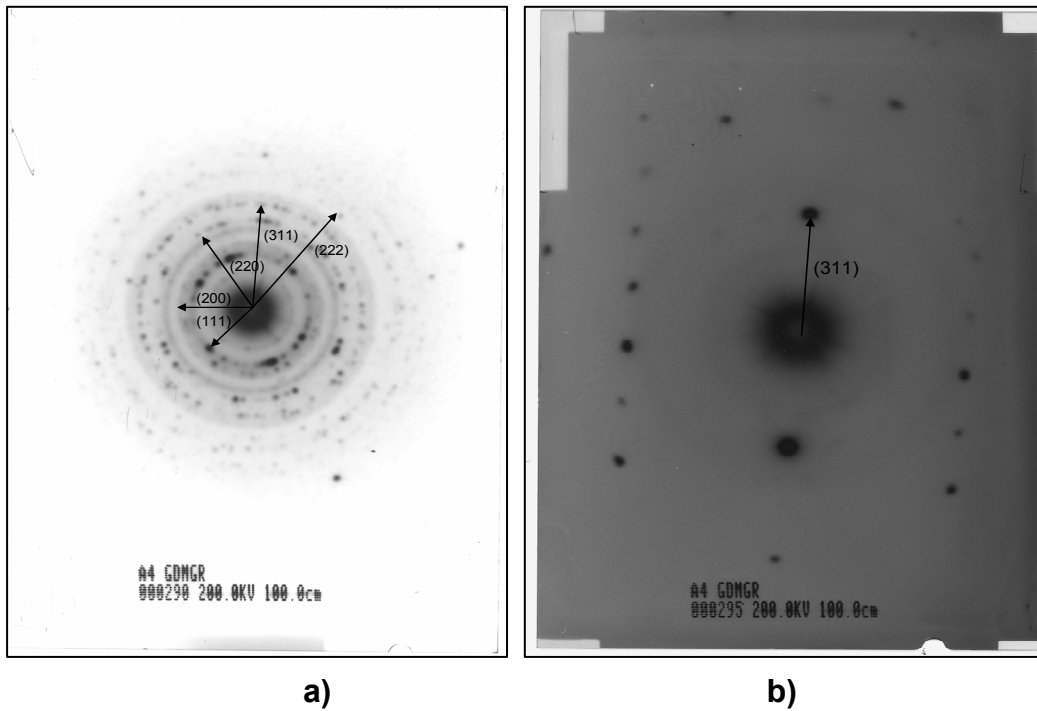 (311)
(222)
(220)
(200)
(111)
A4 GDMGR
000290 200.0KV 100.0cm
a)
(311)
A4 GDMGR
000295 200.0KV 100.0cm
b)